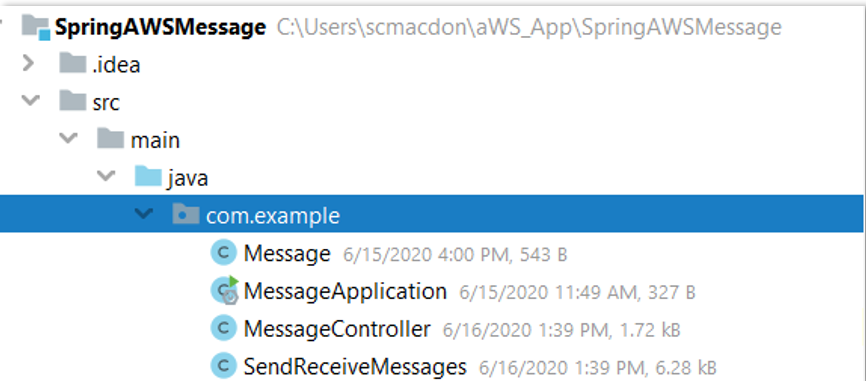 SpringAWSMessage C:\Users\scmacdon\aWS_App\SpringAWSMessage
.idea
src
main
java
com.example
C Message 6/15/2020 4:00 PM, 543 B
C MessageApplication 6/15/2020 11:49 AM, 327 B
C MessageController 6/16/2020 1:39 PM, 1.72 kB
C SendReceiveMessages 6/16/2020 1:39 PM, 6.28 kB